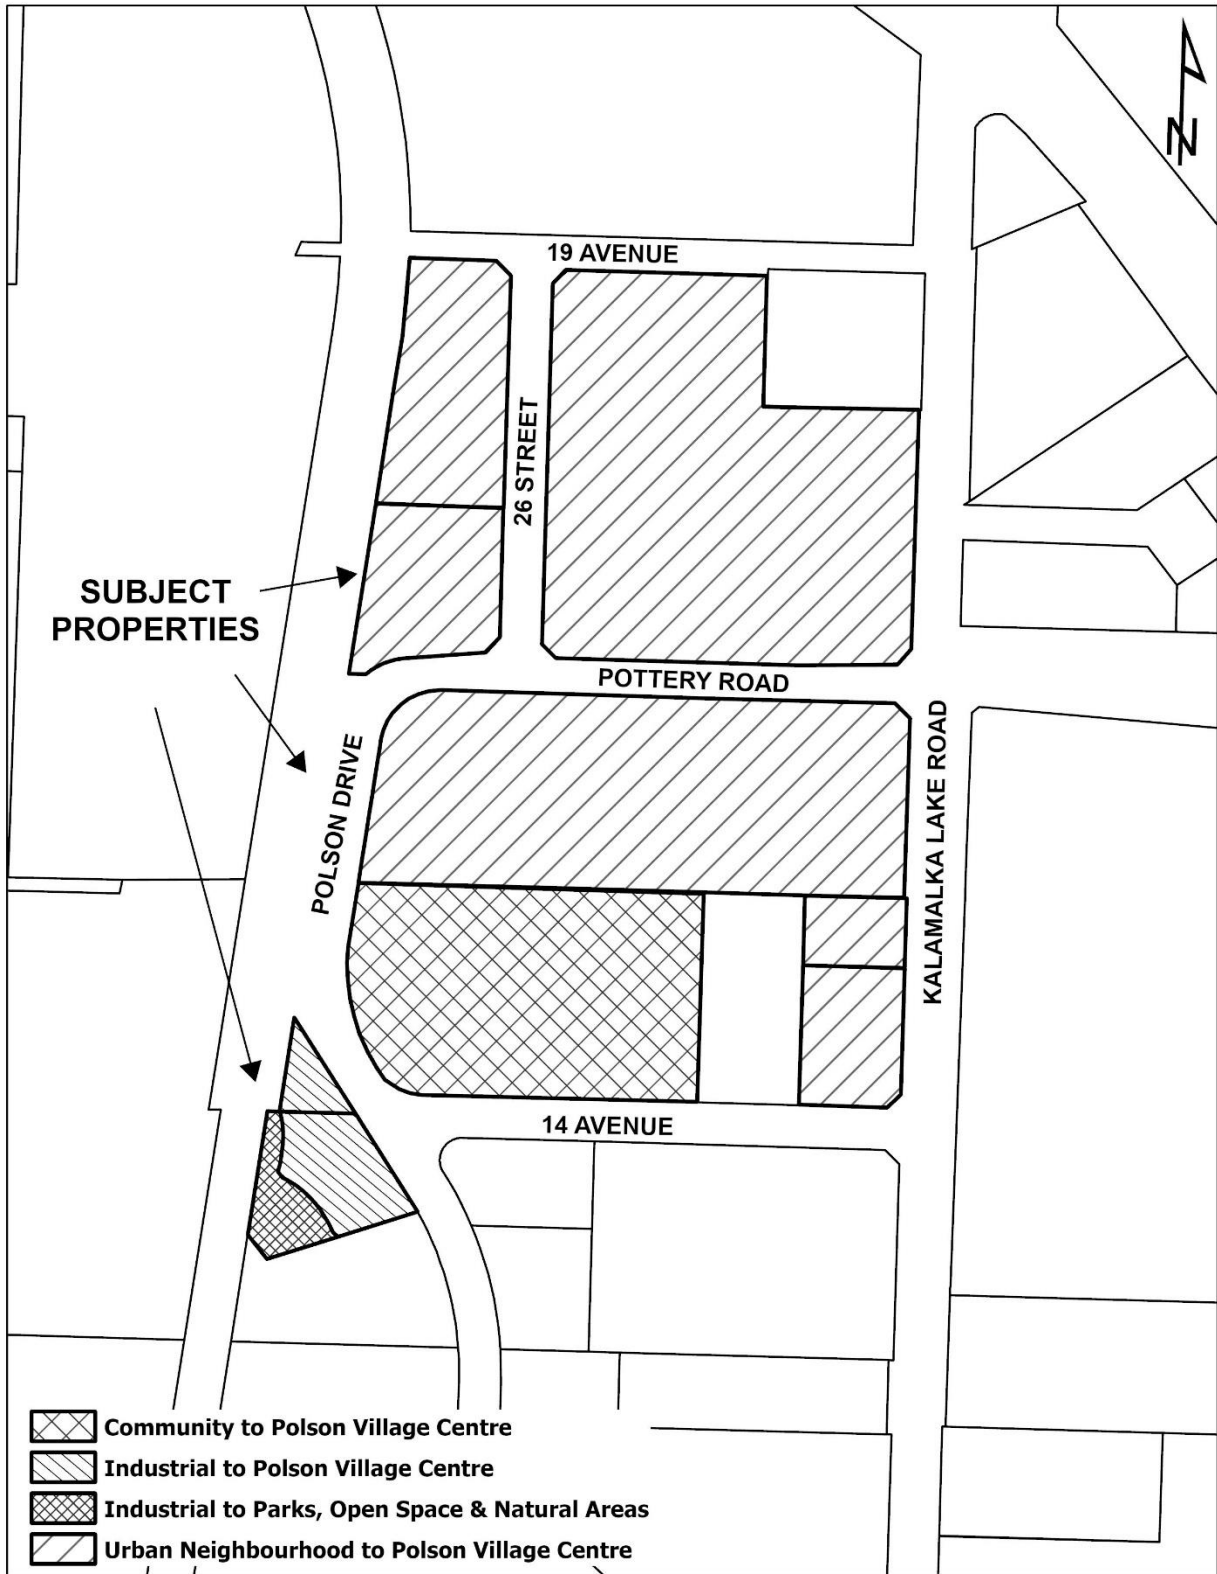 N
19 AVENUE
26 STREET
SUBJECT
PROPERTIES
POTTERY ROAD
POLSON DRIVE
KALAMALKA LAKE ROAD
14 AVENUE
Community to Polson Village Centre
Industrial to Polson Village Centre
Industrial to Parks, Open Space & Natural Areas
Urban Neighbourhood to Polson Village Centre